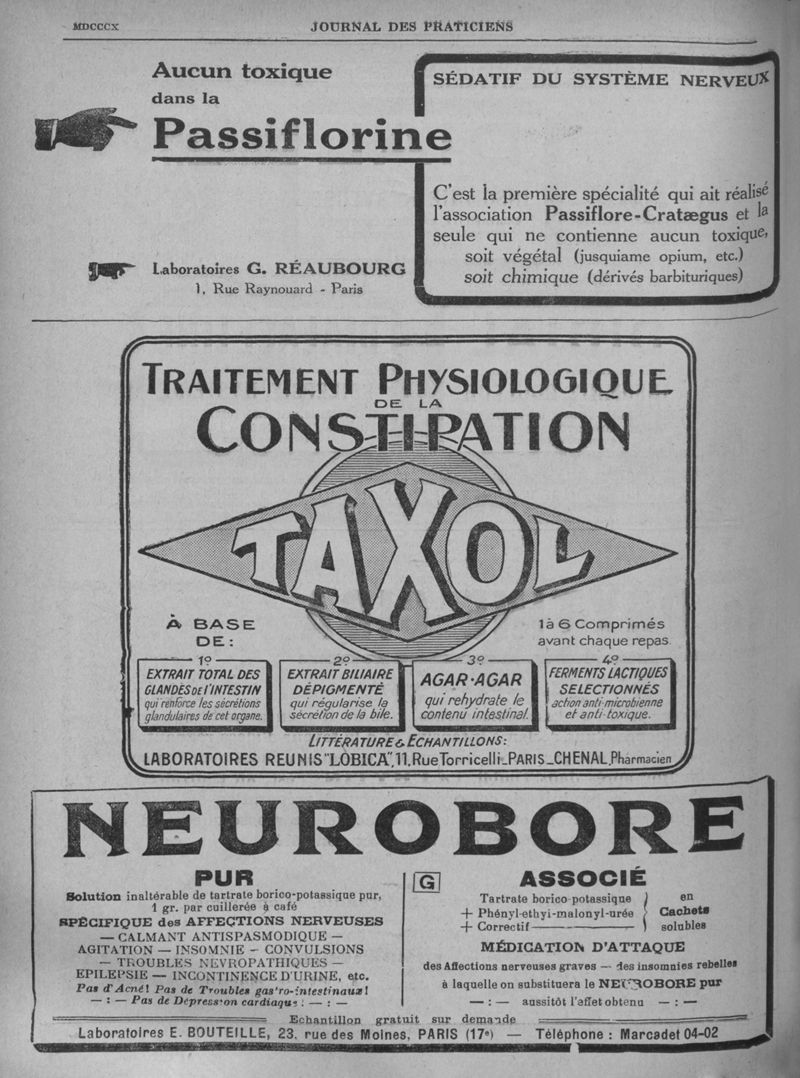 MDCCCX
JOURNAL DES PRATICIENS
Aucun toxique
dans la
Passiflorine
Laboratoires G. RÉAUBOURG
1, Rue Raynouard - Paris
SÉDATIF DU SYSTÈME NERVEUX
C'est la première spécialité qui ait réalisé
l'association Passiflore-Cratægus et la
seule qui ne contienne aucun toxique,
soit végétal (jusquiame opium, etc.)
soit chimique (dérivés barbituriques)
TRAITEMENT PHYSIOLOGIQUE
DE LA
CONSTIPATION
TAXOL
À BASE
DE :
1 à 6 Comprimés
avant chaque repas.
1º
EXTRAIT TOTAL DES
GLANDES DE l'INTESTIN
qui renforce les sécrétions
glandulaires de cet organe.
2º
EXTRAIT BILIAIRE
DÉPIGMENTÉ
qui régularise la
sécrétion de la bile.
3º
AGAR-AGAR
qui rehydrate le
contenu intestinal.
4º
FERMENTS LACTIQUES
SELECTIONNÉS
action anti-microbienne
et anti-toxique.
LITTÉRATURE & ECHANTILLONS :
LABORATOIRES REUNIS "LOBICA", 11, Rue Torricelli_PARIS_CHENAL, Pharmacien
NEUROBORE
PUR
Solution inaltérable de tartrate borico-potassique pur,
1 gr. par cuillerée à café
SPÉCIFIQUE des AFFECTIONS NERVEUSES
— CALMANT ANTISPASMODIQUE —
AGITATION — INSOMNIE - CONVULSIONS
— TROUBLES NEVROPATHIQUES —
EPILEPSIE — INCONTINENCE D'URINE, etc.
Pas d'Acné! Pas de Troubles gastro-intestinaux!
— : — Pas de Dépression cardiaque : — : —
G
ASSOCIÉ
Tartrate borico-potassique
+ Phényl-ethyi-malonyl-urée
+ Correctif
en
Cachets
solubles
MÉDICATION D'ATTAQUE
des Affections nerveuses graves — des insomnies rebelles
à laquelle on substituera le NEUROBORE pur
— : — aussitôt l'effet obtenu — : —
Echantillon gratuit sur demande
Laboratoires E. BOUTEILLE, 23, rue des Moines, PARIS (17e) — Téléphone : Marcadet 04-02